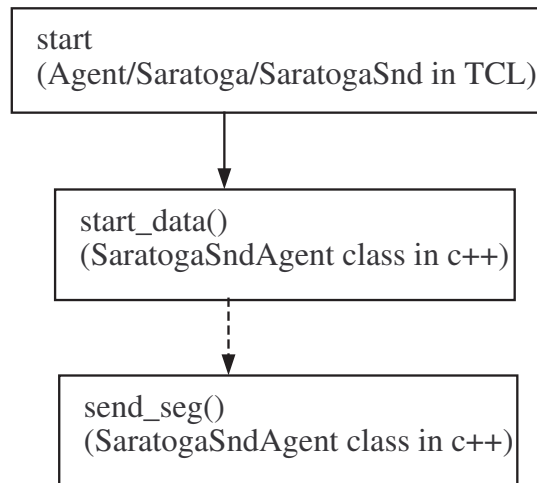 start
(Agent/Saratoga/SaratogaSnd in TCL)
start_data()
(SaratogaSndAgent class in c++)
send_seg()
(SaratogaSndAgent class in c++)